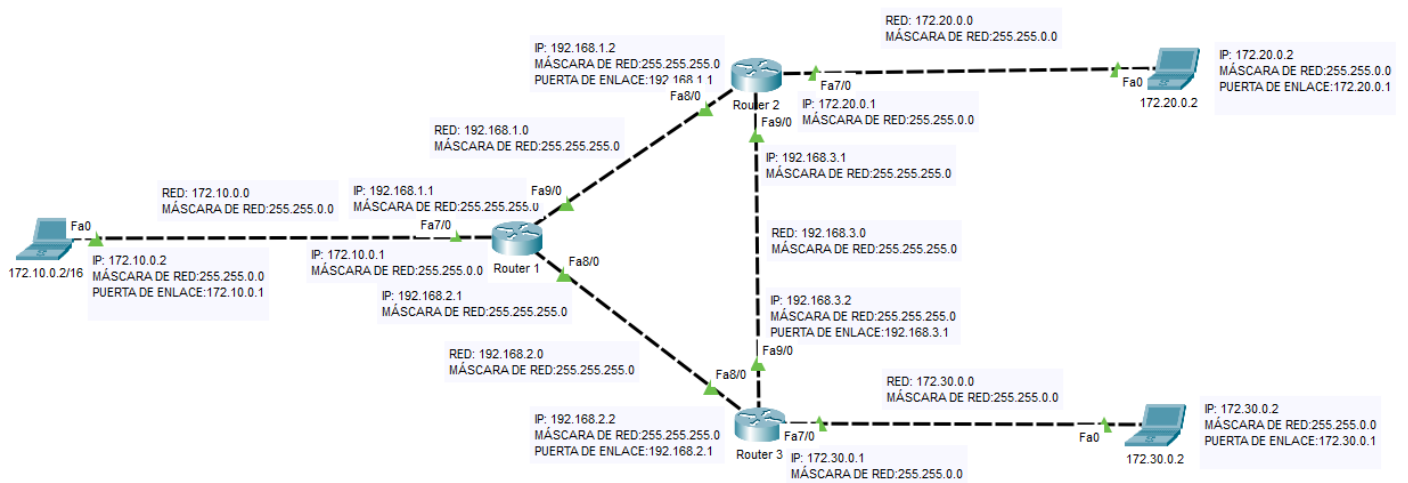 RED: 172.20.0.0
MÁSCARA DE RED:255.255.0.0
IP: 192.168.1.2
MÁSCARA DE RED:255.255.255.0
PUERTA DE ENLACE:192.168.1.1
Fa8/0
Router 2
Fa7/0
Fa9/0
IP: 172.20.0.1
MÁSCARA DE RED:255.255.0.0
Fa0
172.20.0.2
IP: 172.20.0.2
MÁSCARA DE RED:255.255.0.0
PUERTA DE ENLACE:172.20.0.1
RED: 192.168.1.0
MÁSCARA DE RED:255.255.255.0
IP: 192.168.3.1
MÁSCARA DE RED:255.255.255.0
RED: 172.10.0.0
MÁSCARA DE RED:255.255.0.0
IP: 192.168.1.1
MÁSCARA DE RED:255.255.255.0
Fa9/0
Fa0
Fa7/0
172.10.0.2/16
IP: 172.10.0.2
MÁSCARA DE RED:255.255.0.0
PUERTA DE ENLACE:172.10.0.1
IP: 172.10.0.1
MÁSCARA DE RED:255.255.0.0
Router 1
Fa8/0
IP: 192.168.2.1
MÁSCARA DE RED:255.255.255.0
RED: 192.168.3.0
MÁSCARA DE RED:255.255.255.0
IP: 192.168.3.2
MÁSCARA DE RED:255.255.255.0
PUERTA DE ENLACE:192.168.3.1
Fa9/0
RED: 192.168.2.0
MÁSCARA DE RED:255.255.255.0
Fa8/0
RED: 172.30.0.0
MÁSCARA DE RED:255.255.0.0
IP: 192.168.2.2
MÁSCARA DE RED:255.255.255.0
PUERTA DE ENLACE:192.168.2.1
Router 3
Fa7/0
IP: 172.30.0.1
MÁSCARA DE RED:255.255.0.0
Fa0
172.30.0.2
IP: 172.30.0.2
MÁSCARA DE RED:255.255.0.0
PUERTA DE ENLACE:172.30.0.1